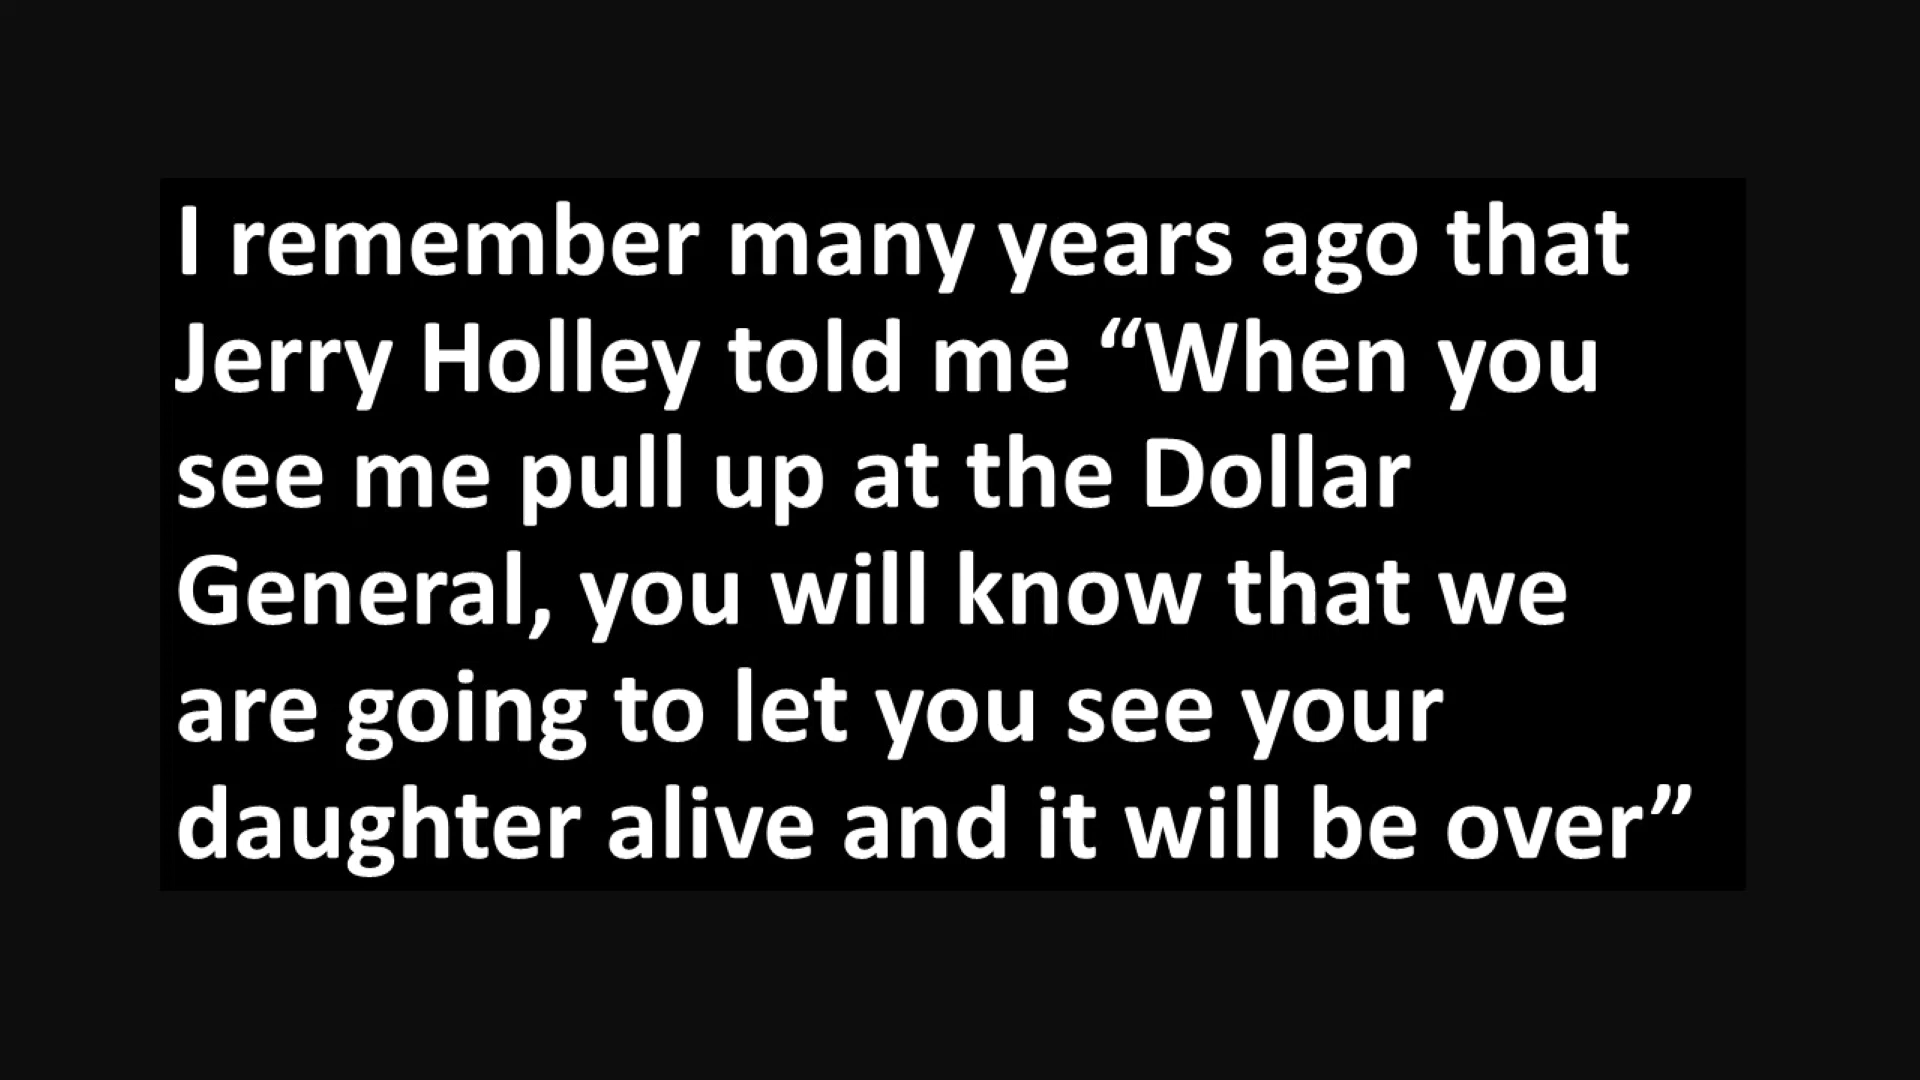 I remember many years ago that
Jerry Holley told me “When you
see me pull up at the Dollar
General, you will know that we
are going to let you see your
daughter alive and it will be over”